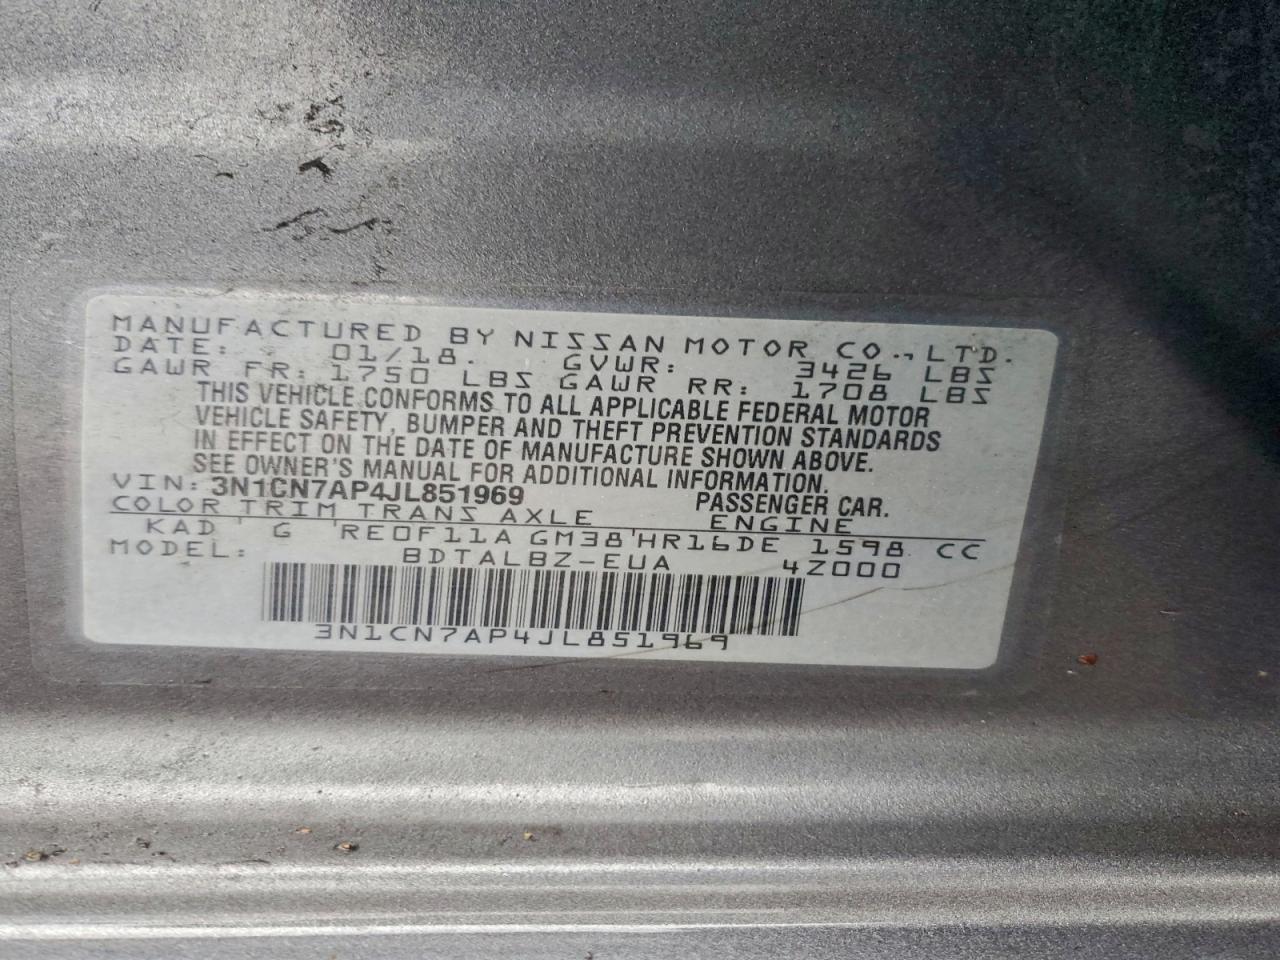 MANUFACTURED BY NISSAN MOTOR CO., LTD.
DATE: 01/18. GVWR: 3426 LBS
GAWR FR: 1750 LBS GAWR RR: 1708 LBS
THIS VEHICLE CONFORMS TO ALL APPLICABLE FEDERAL MOTOR
VEHICLE SAFETY, BUMPER AND THEFT PREVENTION STANDARDS
IN EFFECT ON THE DATE OF MANUFACTURE SHOWN ABOVE.
SEE OWNER'S MANUAL FOR ADDITIONAL INFORMATION.
VIN: 3N1CN7AP4JL851969 PASSENGER CAR.
COLOR TRIM TRANS AXLE ENGINE
KAD ' G 'RE0F11A GM38'HR16DE 1598 CC
MODEL: BDTALBZ-EUA 4Z000
3N1CN7AP4JL851969